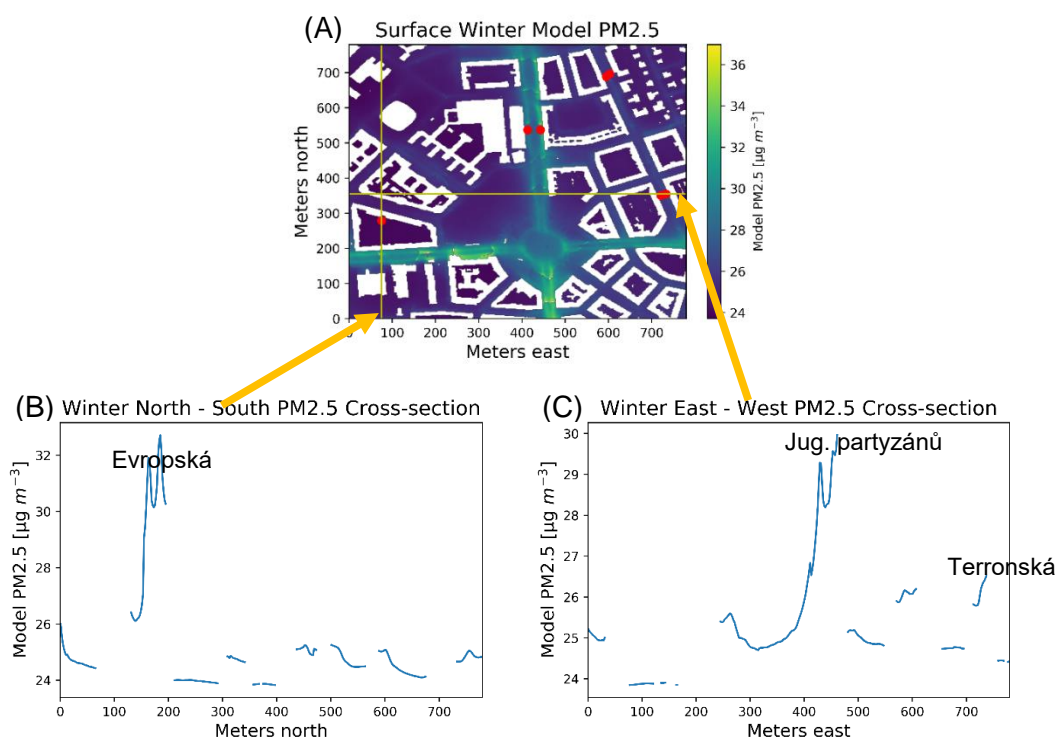 (A)
Surface Winter Model PM2.5
Meters north
700
600
500
400
300
200
100
0
0 100 200 300 400 500 600 700
Meters east
36
34
32
30
28
26
24
Model PM2.5 [µg m⁻³]
(B) Winter North - South PM2.5 Cross-section
Evropská
Model PM2.5 [µg m⁻³]
32
30
28
26
24
0 100 200 300 400 500 600 700
Meters north
(C) Winter East - West PM2.5 Cross-section
Jug. partyzánů
Terronská
Model PM2.5 [µg m⁻³]
30
29
28
27
26
25
24
0 100 200 300 400 500 600 700
Meters east